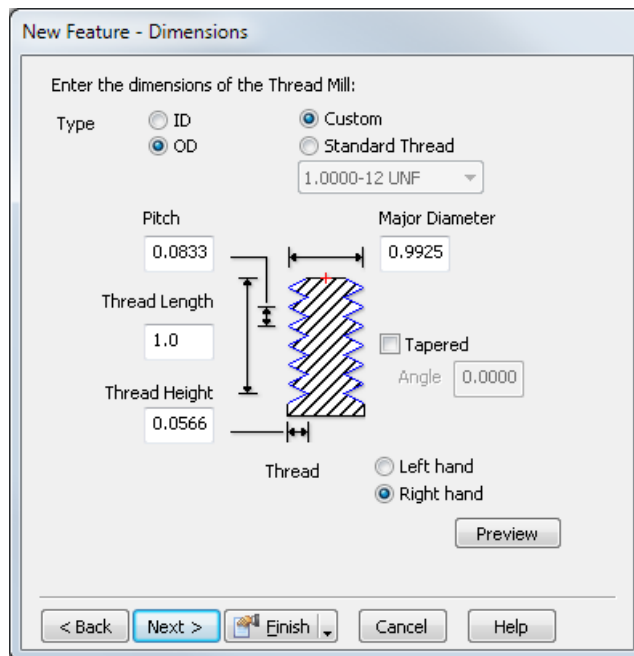 New Feature - Dimensions
Enter the dimensions of the Thread Mill:
Type
ID
OD
Custom
Standard Thread
1.0000-12 UNF
Pitch
0.0833
Major Diameter
0.9925
Thread Length
1.0
Tapered
Angle 0.0000
Thread Height
0.0566
Thread
Left hand
Right hand
Preview
< Back Next > Finish Cancel Help